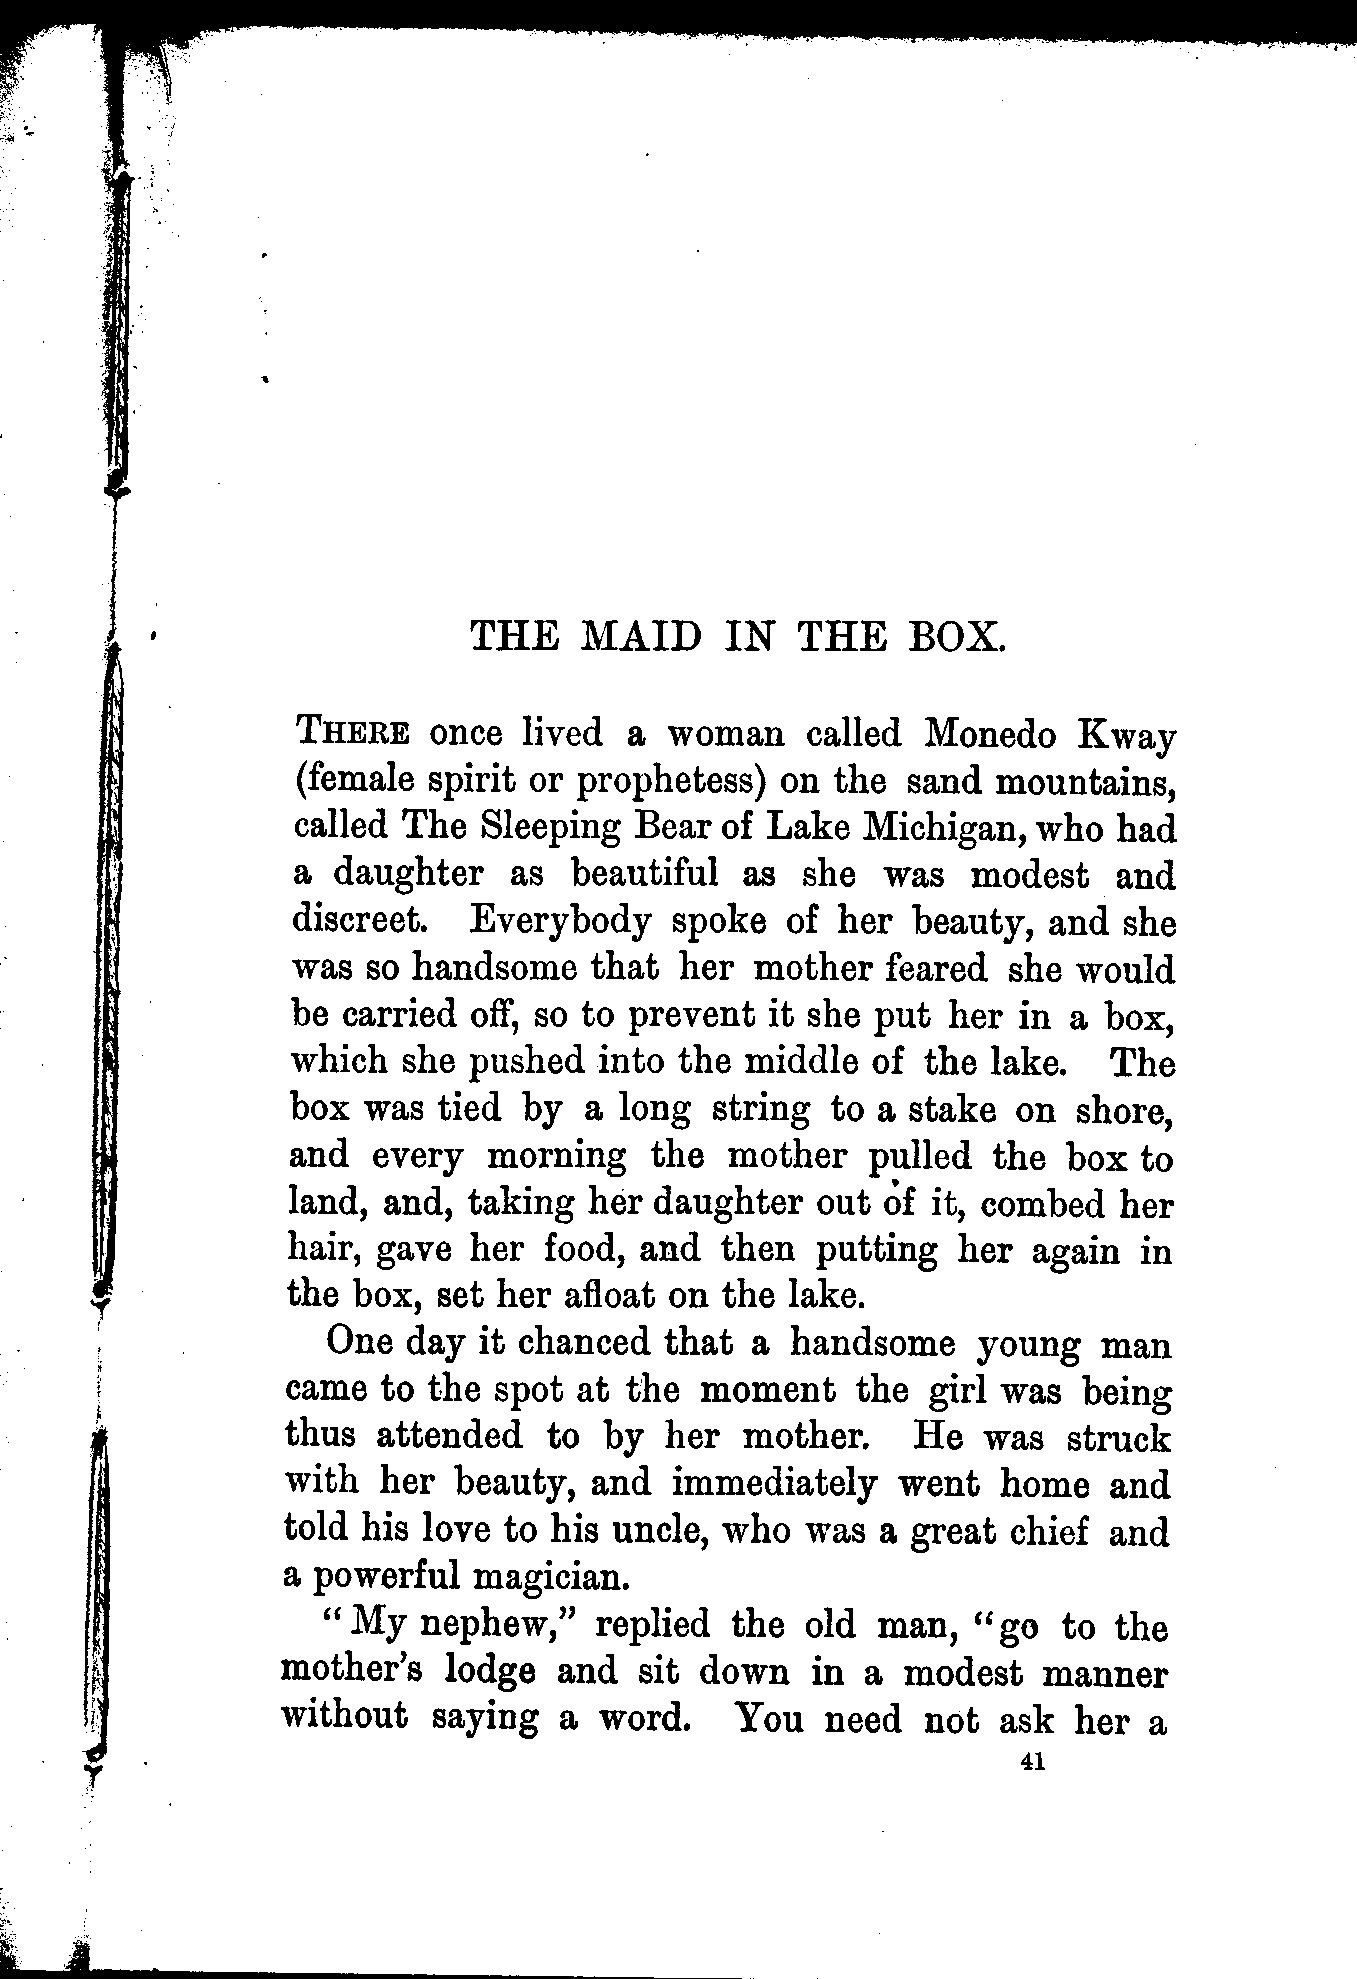 THE MAID IN THE BOX.
THERE once lived a woman called Monedo Kway
(female spirit or prophetess) on the sand mountains,
called The Sleeping Bear of Lake Michigan, who had
a daughter as beautiful as she was modest and
discreet. Everybody spoke of her beauty, and she
was so handsome that her mother feared she would
be carried off, so to prevent it she put her in a box,
which she pushed into the middle of the lake. The
box was tied by a long string to a stake on shore,
and every morning the mother pulled the box to
land, and, taking her daughter out of it, combed her
hair, gave her food, and then putting her again in
the box, set her afloat on the lake.
One day it chanced that a handsome young man
came to the spot at the moment the girl was being
thus attended to by her mother. He was struck
with her beauty, and immediately went home and
told his love to his uncle, who was a great chief and
a powerful magician.
“My nephew,” replied the old man, “go to the
mother’s lodge and sit down in a modest manner
without saying a word. You need not ask her a
41